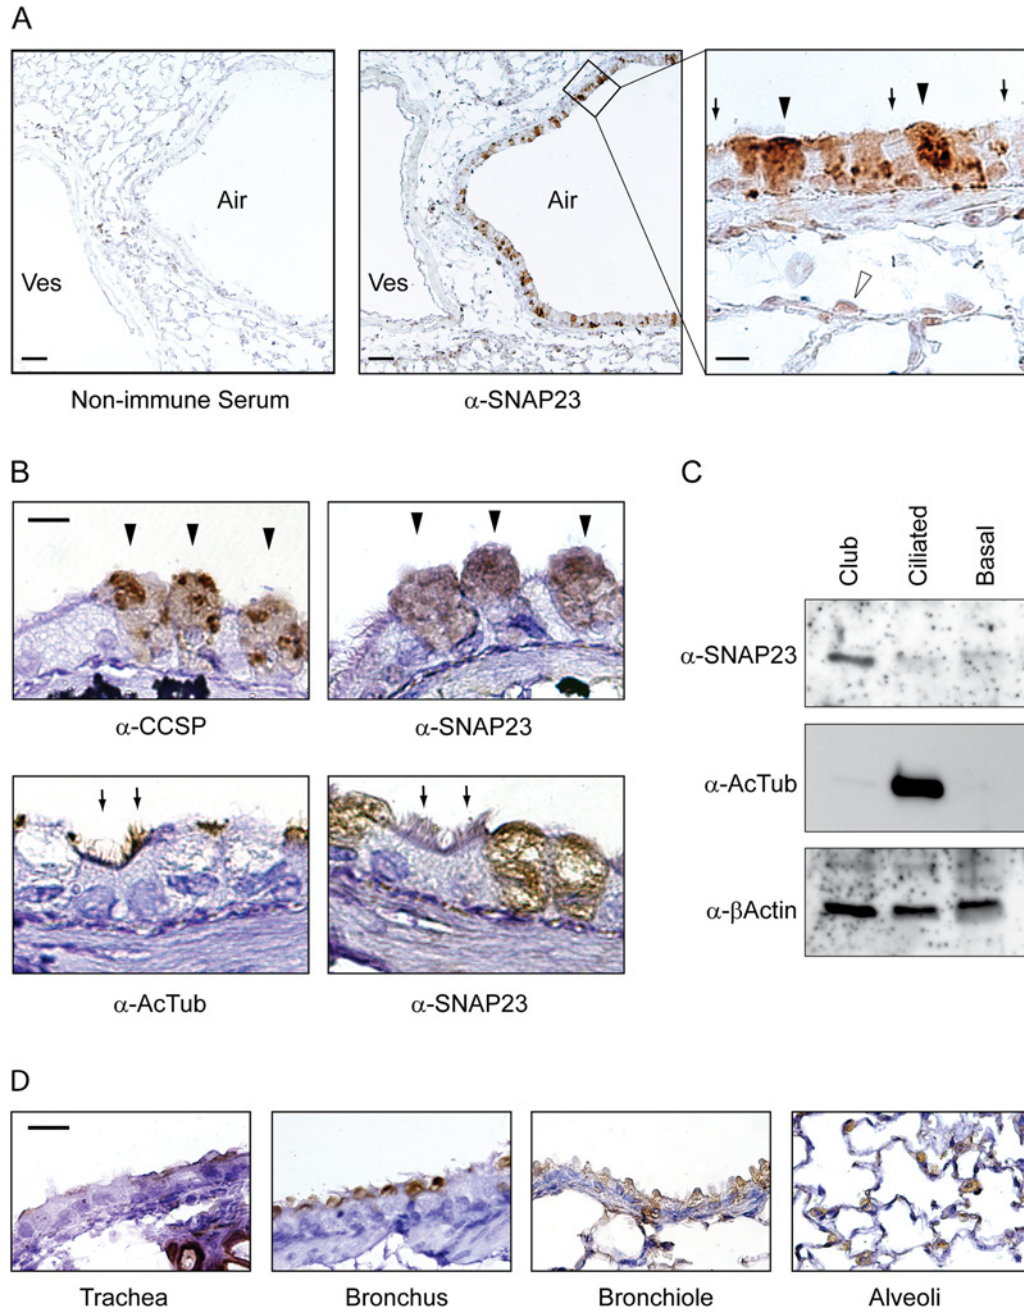 A
Air
Ves
Air
Ves
Non-immune Serum
α-SNAP23
B
α-CCSP
α-SNAP23
α-AcTub
α-SNAP23
C
Club
Ciliated
Basal
α-SNAP23
α-AcTub
α-βActin
D
Trachea
Bronchus
Bronchiole
Alveoli